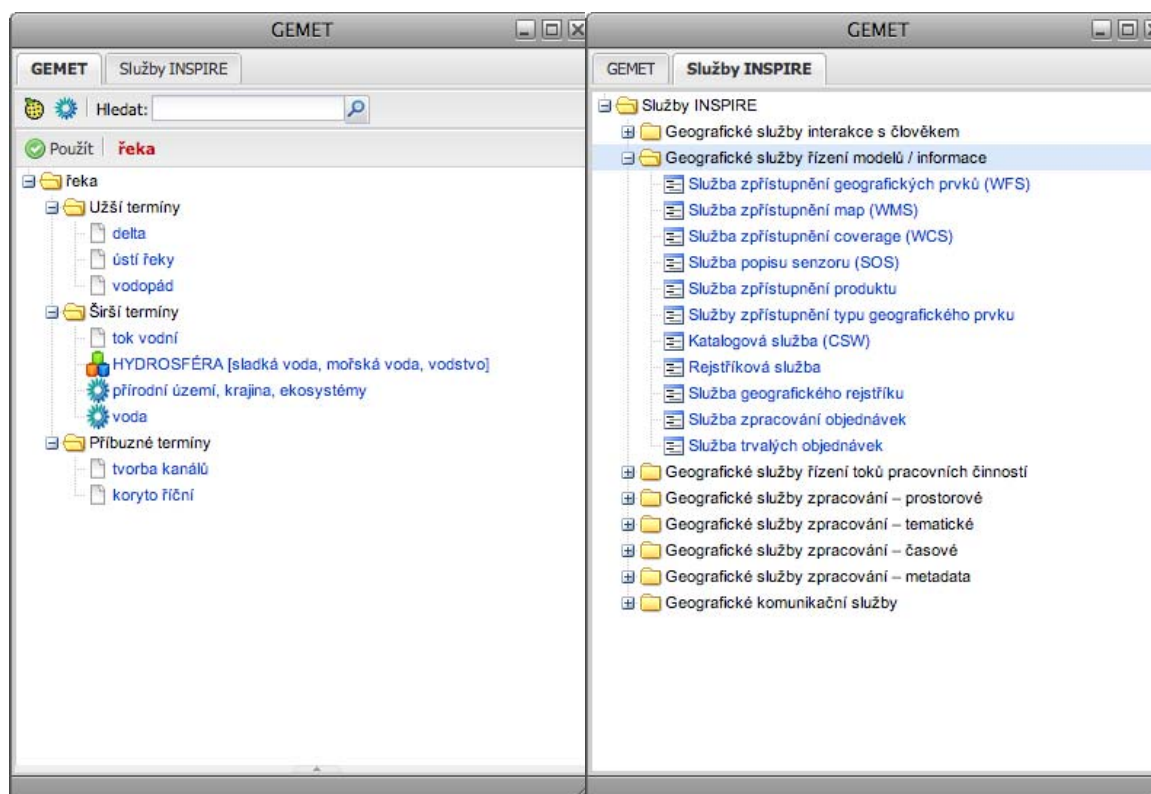 GEMET
GEMET Služby INSPIRE
Hledat:
Použít řeka
řeka
Užší termíny
delta
ústí řeky
vodopád
Širší termíny
tok vodní
HYDROSFÉRA [sladká voda, mořská voda, vodstvo]
přírodní území, krajina, ekosystémy
voda
Příbuzné termíny
tvorba kanálů
koryto říční
GEMET
GEMET Služby INSPIRE
Služby INSPIRE
Geografické služby interakce s člověkem
Geografické služby řízení modelů / informace
Služba zpřístupnění geografických prvků (WFS)
Služba zpřístupnění map (WMS)
Služba zpřístupnění coverage (WCS)
Služba popisu senzoru (SOS)
Služba zpřístupnění produktu
Služby zpřístupnění typu geografického prvku
Katalogová služba (CSW)
Rejstříková služba
Služba geografického rejstříku
Služba zpracování objednávek
Služba trvalých objednávek
Geografické služby řízení toků pracovních činností
Geografické služby zpracování – prostorové
Geografické služby zpracování – tematické
Geografické služby zpracování – časové
Geografické služby zpracování – metadata
Geografické komunikační služby